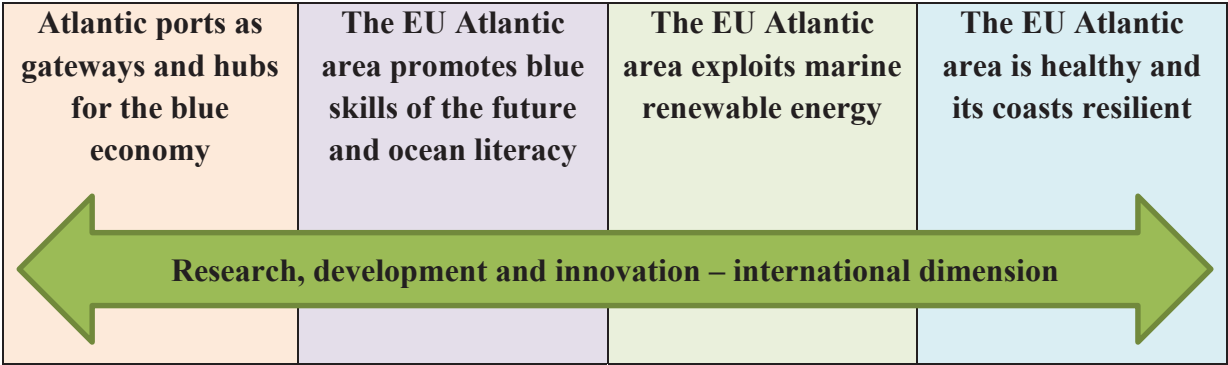 Atlantic ports as
gateways and hubs
for the blue
economy
The EU Atlantic
area promotes blue
skills of the future
and ocean literacy
The EU Atlantic
area exploits marine
renewable energy
The EU Atlantic
area is healthy and
its coasts resilient
Research, development and innovation – international dimension